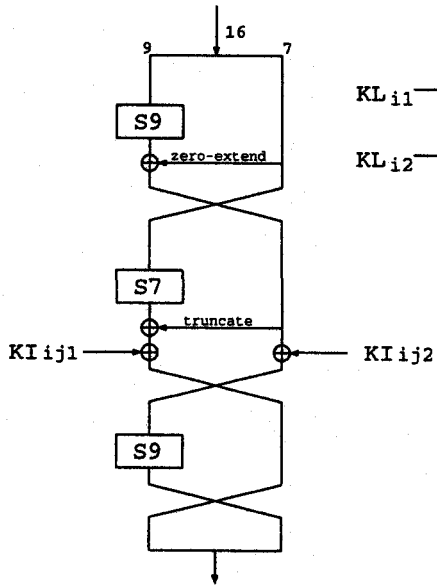 16
9 7
KLi1
S9
zero-extend
KLi2
S7
truncate
KIij1
KIij2
S9